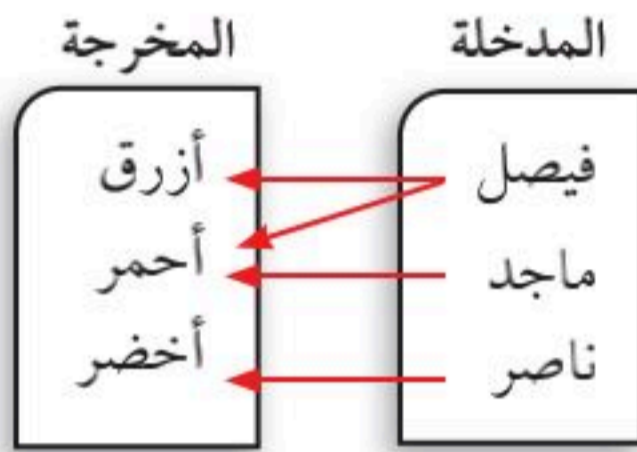 المدخلة
فيصل
ماجد
ناصر
المخرجة
أزرق
أحمر
أخضر